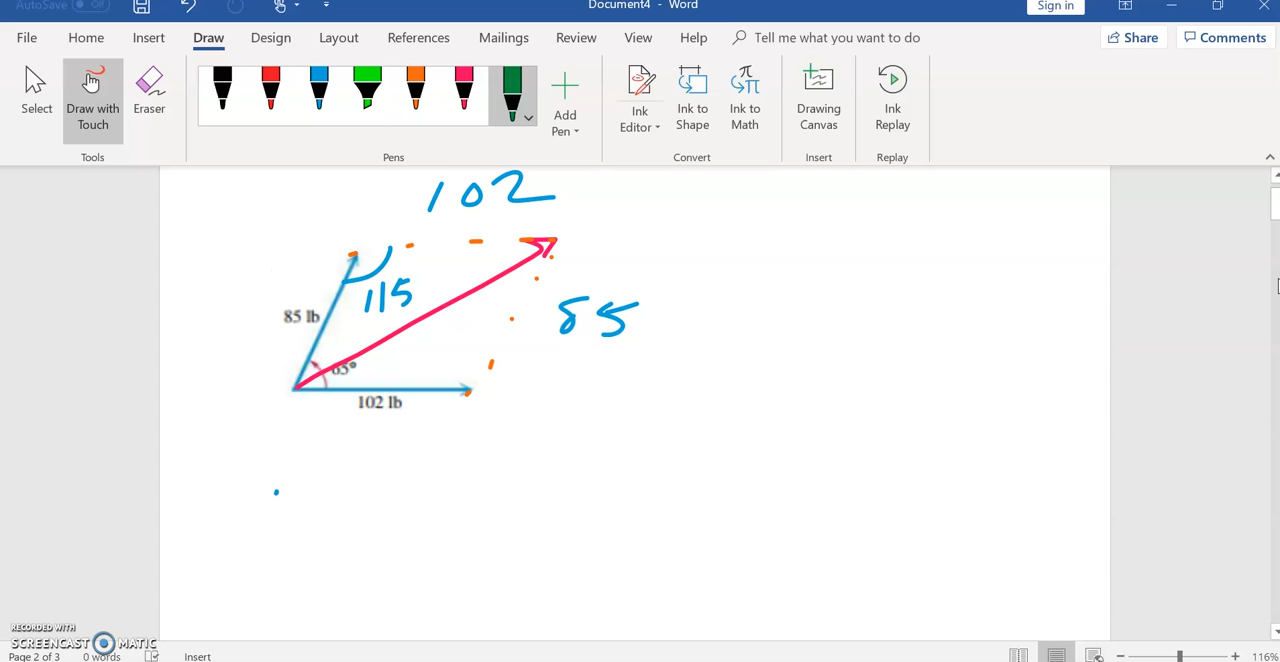 AutoSave Off
Document4 - Word
Sign in
File Home Insert Draw Design Layout References Mailings Review View Help Tell me what you want to do Share Comments
Select
Draw with Touch
Eraser
Add Pen
Ink Editor
Ink to Shape
Ink to Math
Drawing Canvas
Ink Replay
Tools Pens Convert Insert Replay
102
115
85 lb
85
65°
102 lb
RECORDED WITH
SCREENCAST MATIC
Page 2 of 3 0 words Insert 116%